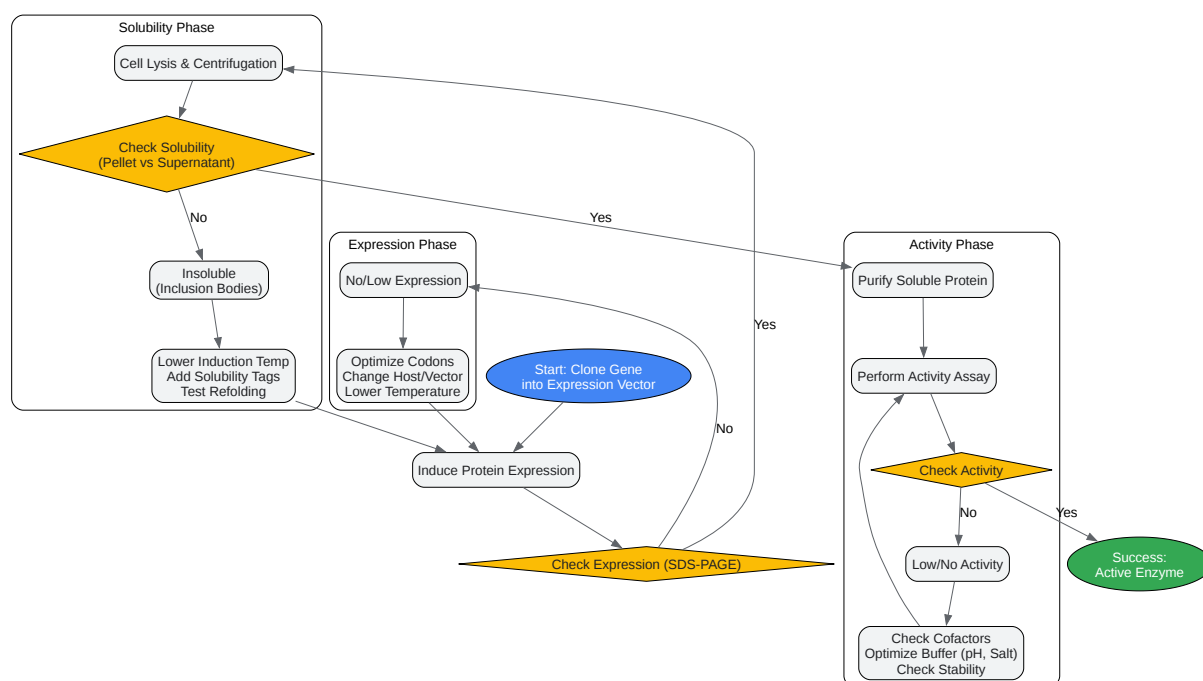 Solubility Phase
Cell Lysis & Centrifugation
Check Solubility
(Pellet vs Supernatant)
No
Yes
Insoluble
(Inclusion Bodies)
Lower Induction Temp
Add Solubility Tags
Test Refolding
Expression Phase
No/Low Expression
Optimize Codons
Change Host/Vector
Lower Temperature
Start: Clone Gene
into Expression Vector
Induce Protein Expression
Check Expression (SDS-PAGE)
No
Yes
Activity Phase
Purify Soluble Protein
Perform Activity Assay
Check Activity
No
Yes
Low/No Activity
Check Cofactors
Optimize Buffer (pH, Salt)
Check Stability
Success:
Active Enzyme